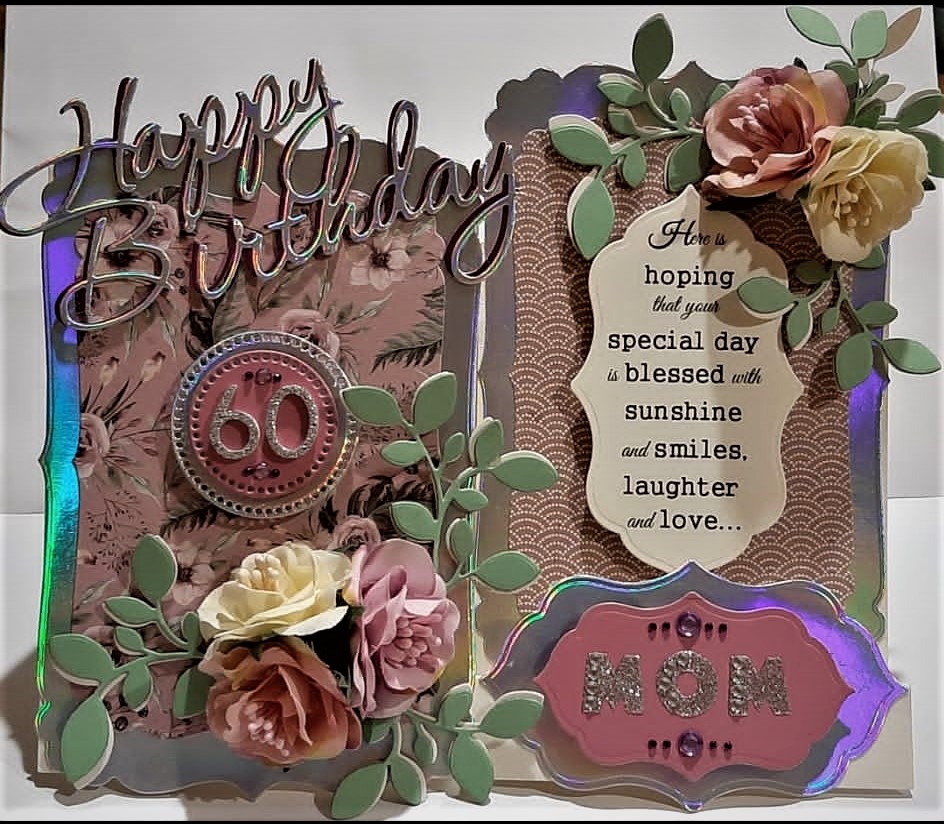 Happy
Birthday
60
Here is
hoping
that your
special day
is blessed with
sunshine
and smiles,
laughter
and love...
MOM